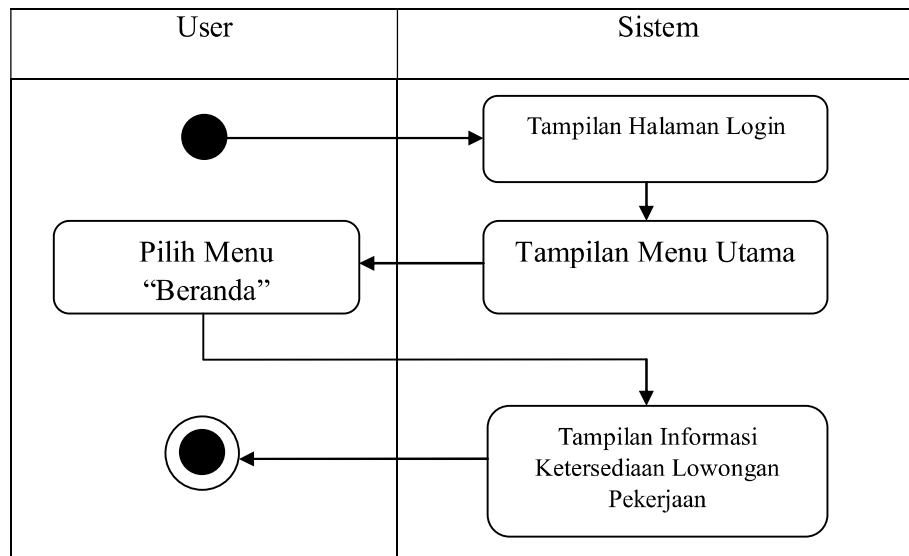 User
Sistem
Tampilan Halaman Login
Pilih Menu
“Beranda”
Tampilan Menu Utama
Tampilan Informasi
Ketersediaan Lowongan
Pekerjaan